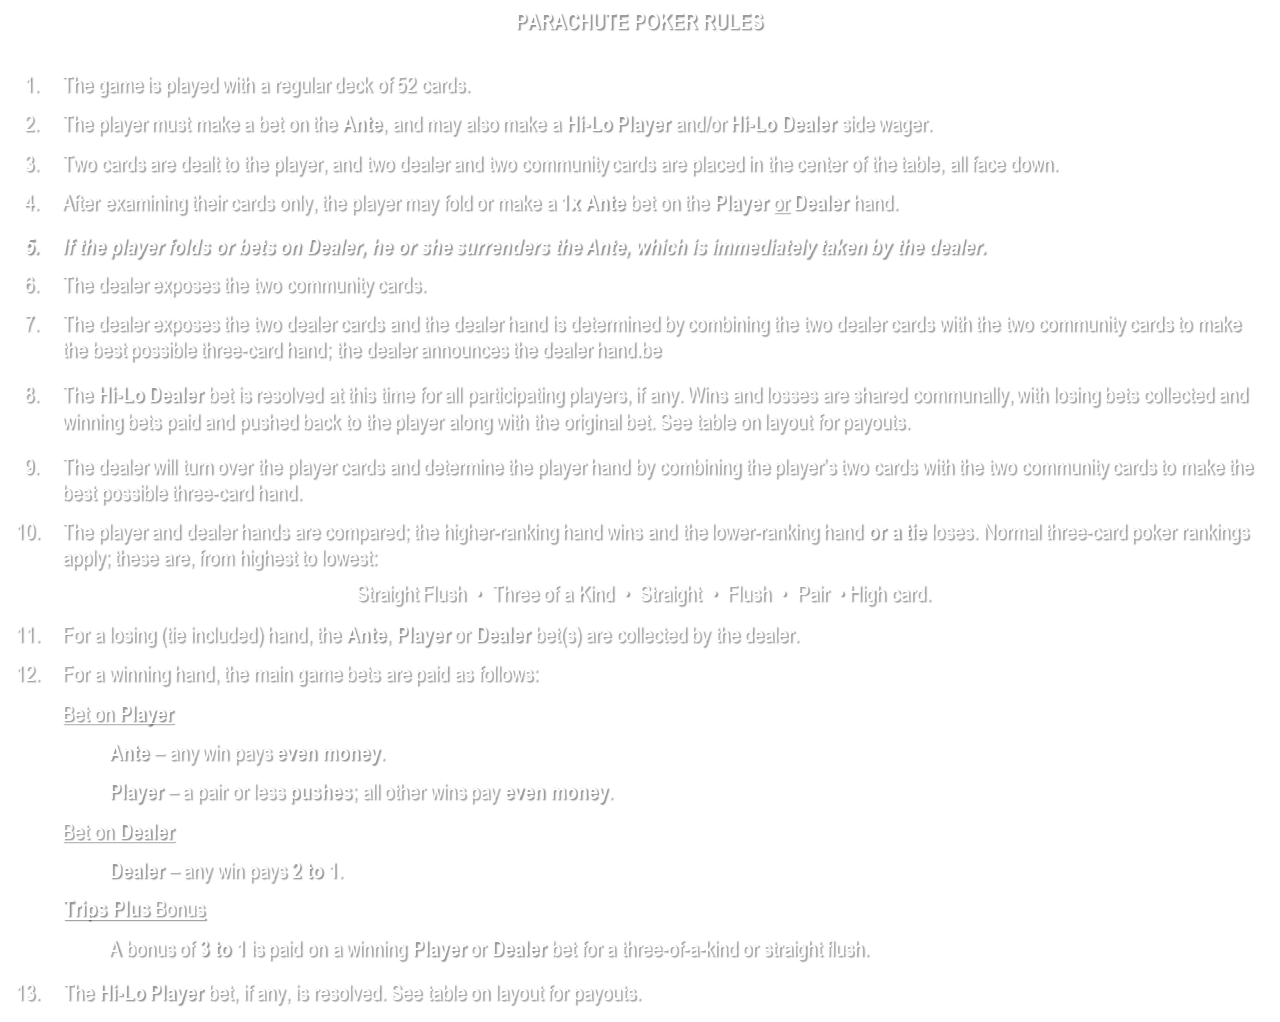 PARACHUTE POKER RULES
1. The game is played with a regular deck of 52 cards.
2. The player must make a bet on the Ante, and may also make a Hi-Lo Player and/or Hi-Lo Dealer side wager.
3. Two cards are dealt to the player, and two dealer and two community cards are placed in the center of the table, all face down.
4. After examining their cards only, the player may fold or make a 1x Ante bet on the Player or Dealer hand.
5. If the player folds or bets on Dealer, he or she surrenders the Ante, which is immediately taken by the dealer.
6. The dealer exposes the two community cards.
7. The dealer exposes the two dealer cards and the dealer hand is determined by combining the two dealer cards with the two community cards to make
the best possible three-card hand; the dealer announces the dealer hand.be
8. The Hi-Lo Dealer bet is resolved at this time for all participating players, if any. Wins and losses are shared communally, with losing bets collected and
winning bets paid and pushed back to the player along with the original bet. See table on layout for payouts.
9. The dealer will turn over the player cards and determine the player hand by combining the player's two cards with the two community cards to make the
best possible three-card hand.
10. The player and dealer hands are compared; the higher-ranking hand wins and the lower-ranking hand or a tie loses. Normal three-card poker rankings
apply; these are, from highest to lowest:
Straight Flush • Three of a Kind • Straight • Flush • Pair • High card.
11. For a losing (tie included) hand, the Ante, Player or Dealer bet(s) are collected by the dealer.
12. For a winning hand, the main game bets are paid as follows:
Bet on Player
Ante – any win pays even money.
Player – a pair or less pushes; all other wins pay even money.
Bet on Dealer
Dealer – any win pays 2 to 1.
Trips Plus Bonus
A bonus of 3 to 1 is paid on a winning Player or Dealer bet for a three-of-a-kind or straight flush.
13. The Hi-Lo Player bet, if any, is resolved. See table on layout for payouts.